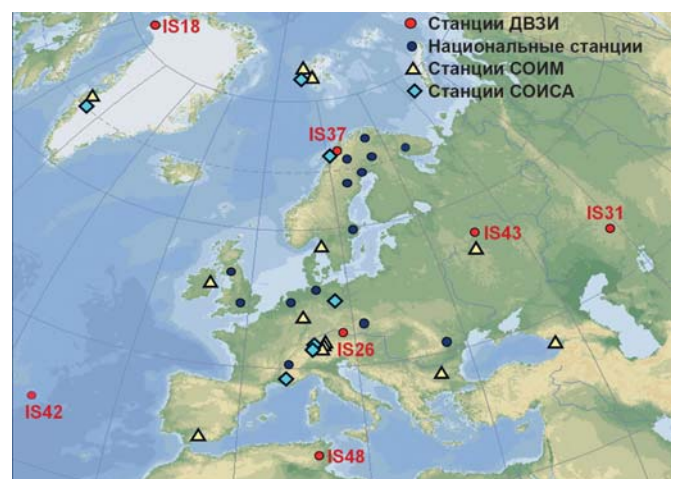 IS18
Станции ДВЗИ
Национальные станции
Станции СОИМ
Станции СОИСА
IS37
IS43
IS31
IS26
IS42
IS48